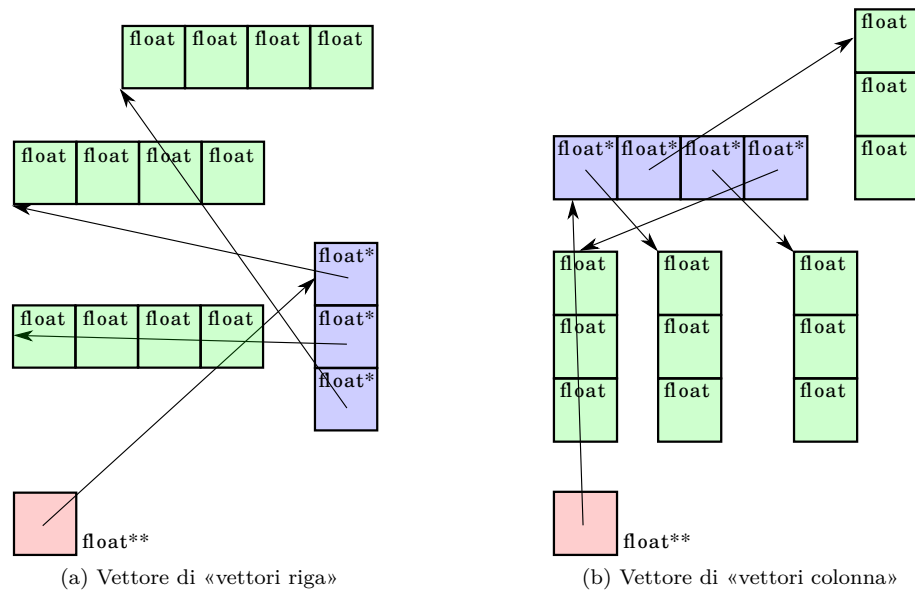 float float float float
float float float float
float*
float float float float
float*
float*
float**
(a) Vettore di «vettori riga»
float
float
float
float* float* float* float*
float float float
float float float
float float float
float**
(b) Vettore di «vettori colonna»